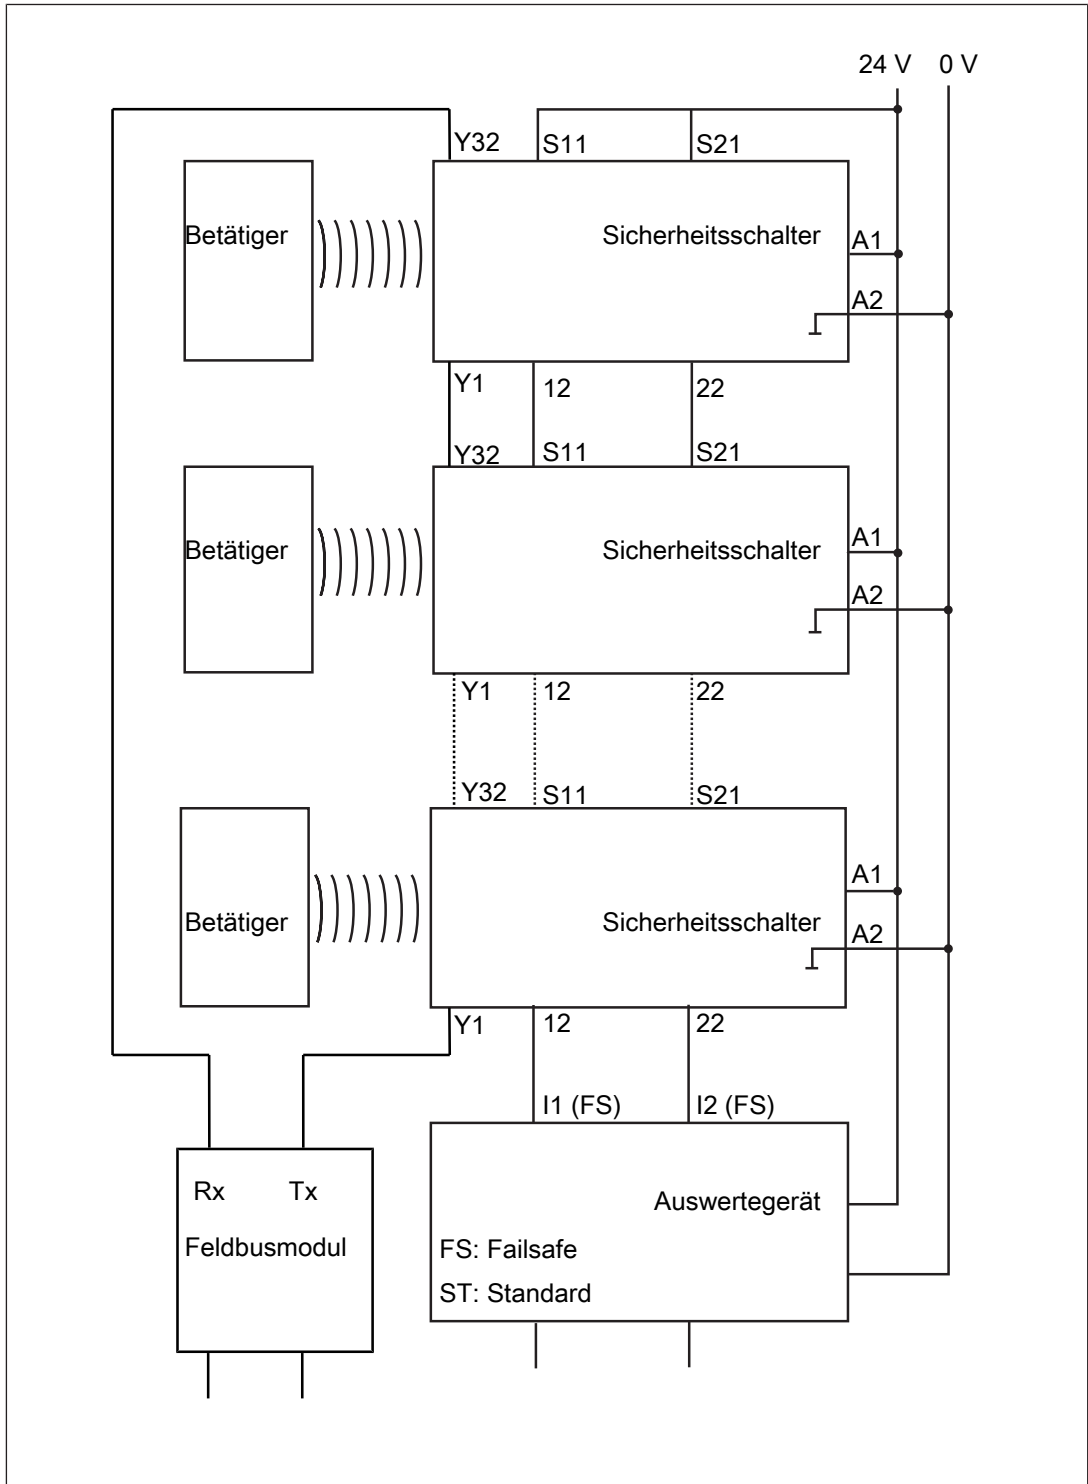 24 V 0 V
Y32 S11 S21
Betätiger Sicherheitsschalter A1
A2
Y1 12 22
Y32 S11 S21
Betätiger Sicherheitsschalter A1
A2
Y1 12 22
Y32 S11 S21
A1
Betätiger Sicherheitsschalter A2
Y1 12 22
I1 (FS) I2 (FS)
Rx Tx Auswertegerät
Feldbusmodul FS: Failsafe
ST: Standard